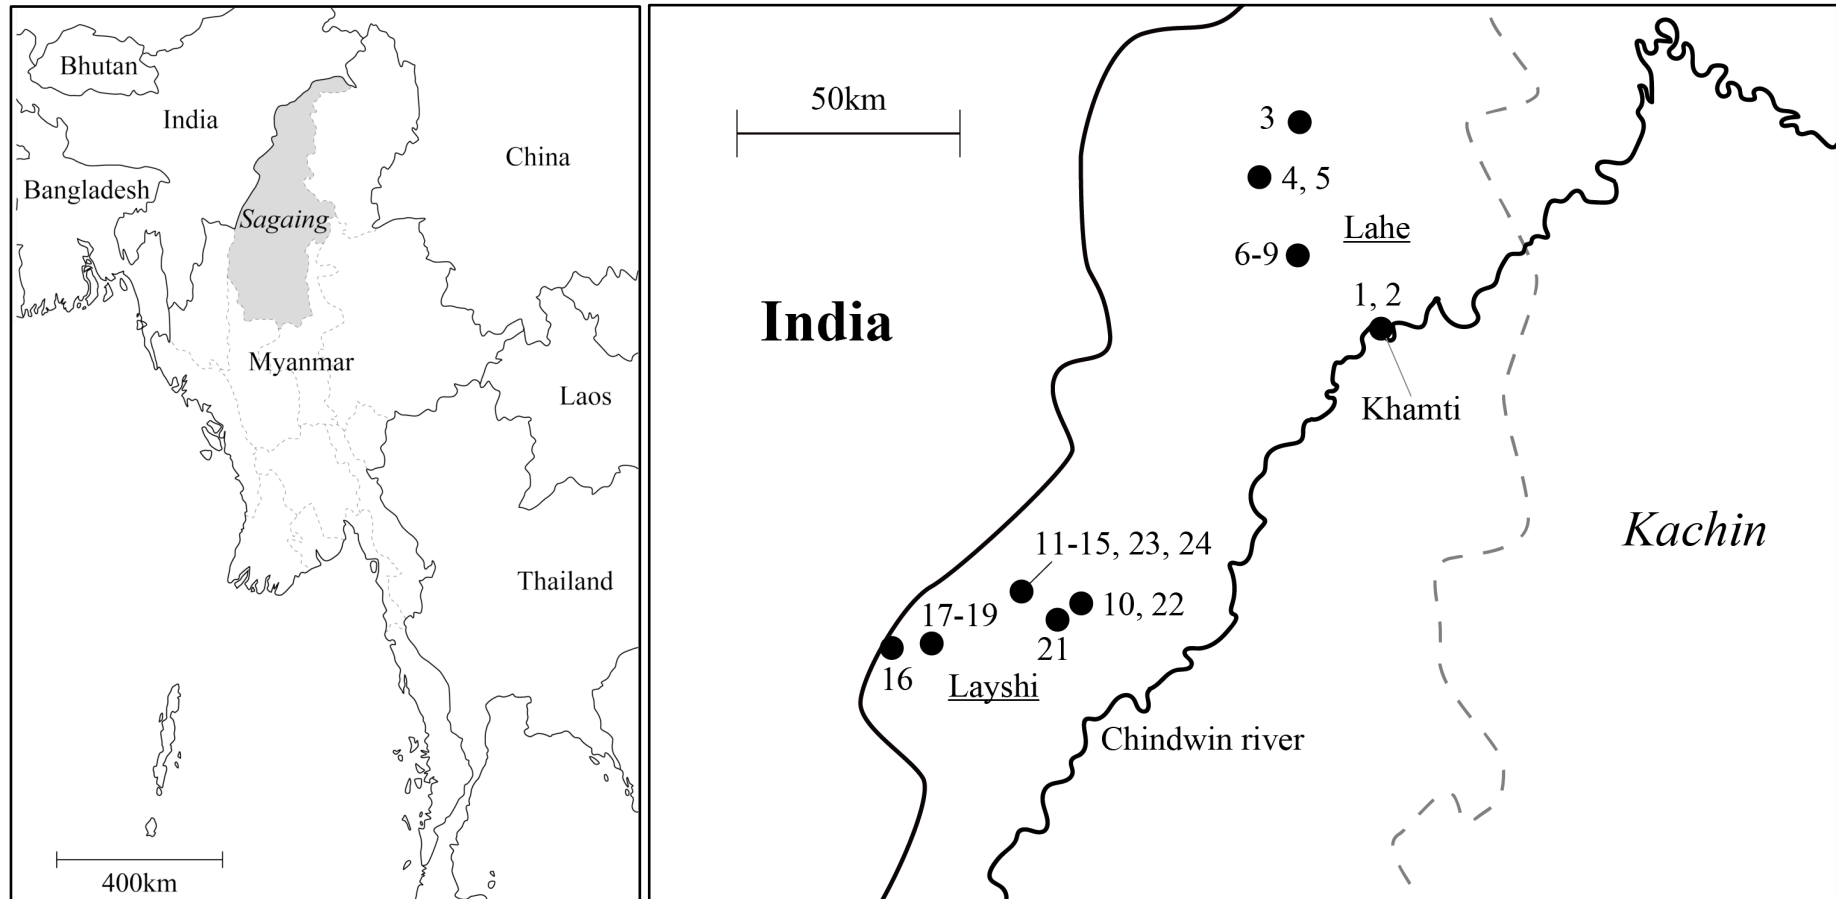 Bhutan
India
China
Bangladesh
Sagaing
Myanmar
Laos
Thailand
400km
50km
3
4, 5
Lahe
6-9
1, 2
India
Khamti
Kachin
11-15, 23, 24
17-19
10, 22
21
16
Layshi
Chindwin river